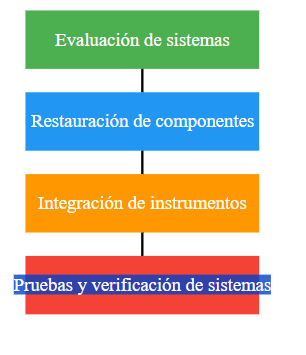 Evaluación de sistemas
Restauración de componentes
Integración de instrumentos
Pruebas y verificación de sistemas